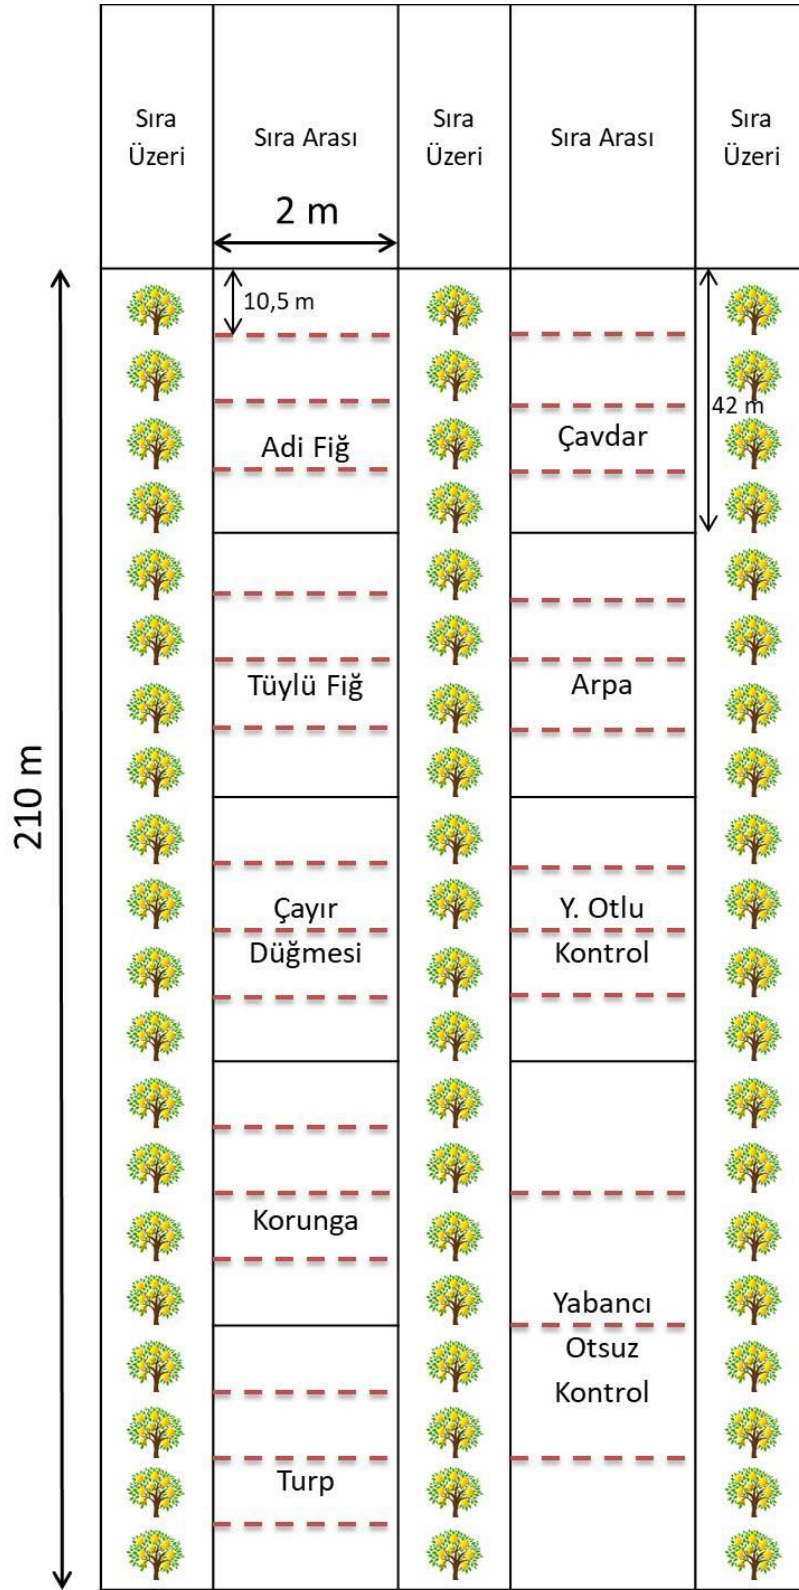 Sıra
Üzeri
Sıra Arası
Sıra
Üzeri
Sıra Arası
Sıra
Üzeri
2 m
10,5 m
42 m
Adi Fiğ
Çavdar
Tüylü Fiğ
Arpa
210 m
Çayır
Düğmesi
Y. Otlu
Kontrol
Korunga
Yabancı
Otsuz
Kontrol
Turp